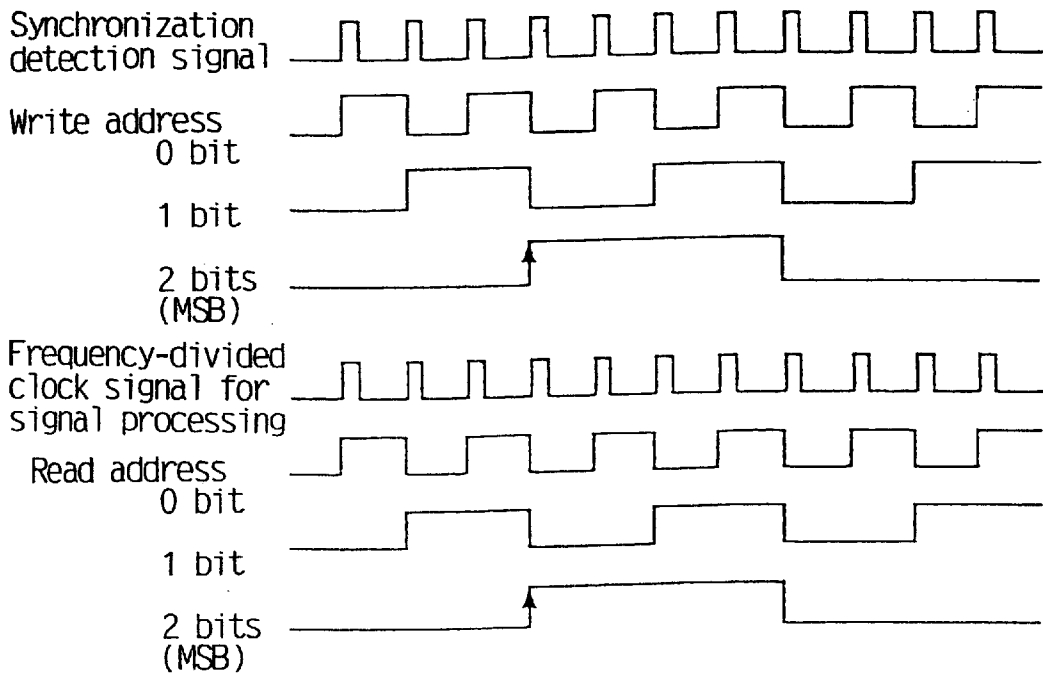 Synchronization
detection signal
Write address
0 bit
1 bit
2 bits
(MSB)
Frequency-divided
clock signal for
signal processing
Read address
0 bit
1 bit
2 bits
(MSB)